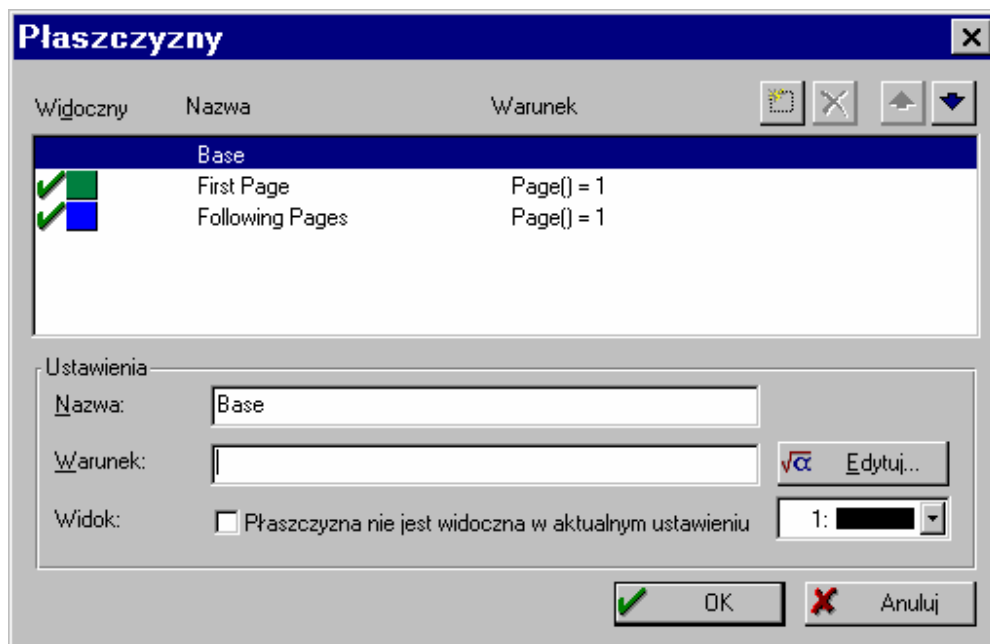 Płaszczyzny
Widoczny Nazwa Warunek
Base
First Page Page() = 1
Following Pages Page() = 1
Ustawienia
Nazwa: Base
Warunek: √α Edytuj...
Widok: Płaszczyzna nie jest widoczna w aktualnym ustawieniu 1:
OK Anuluj